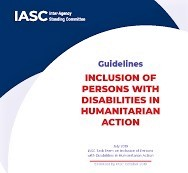 IASC Inter-Agency
Standing Committee
Guidelines
INCLUSION OF
PERSONS WITH
DISABILITIES IN
HUMANITARIAN
ACTION
July 2019
IASC Task Team on Inclusion of Persons
with Disabilities in Humanitarian Action